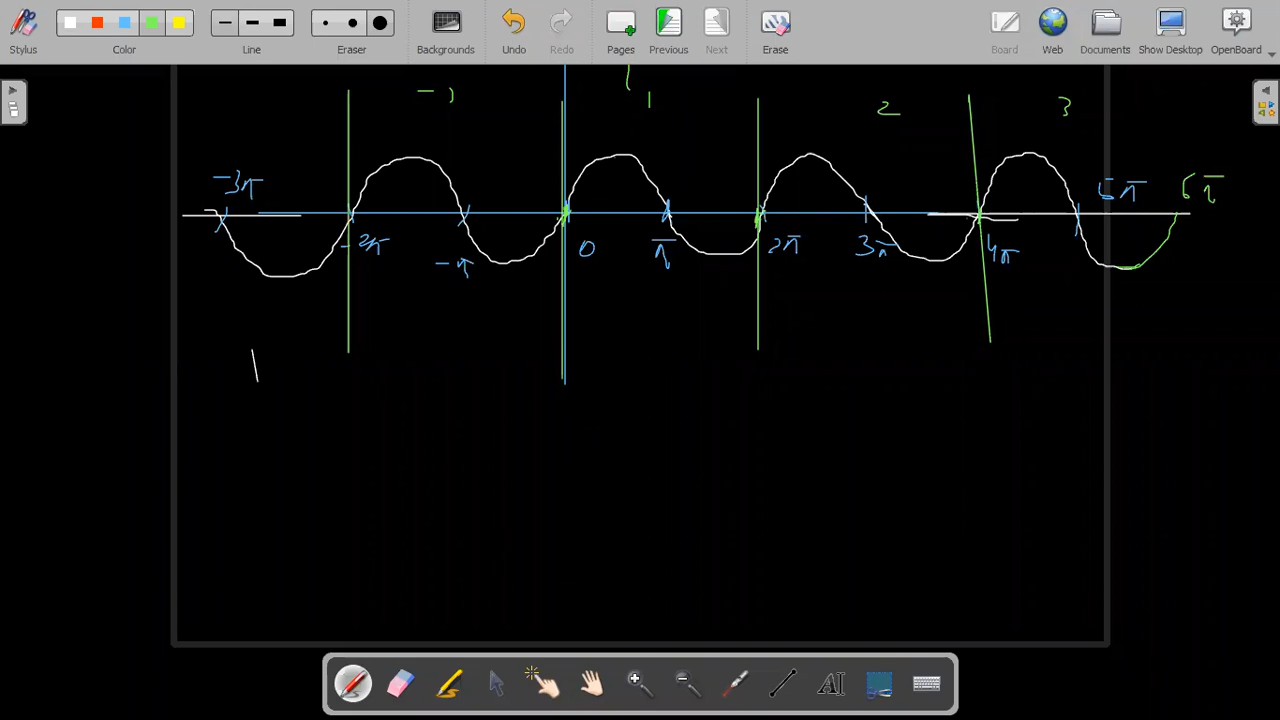 Stylus Color Line Eraser Backgrounds Undo Redo Pages Previous Next Erase Board Web Documents Show Desktop OpenBoard
-1 1 2 3
-3π 5π 6π
-2π -π 0 π 2π 3π 4π